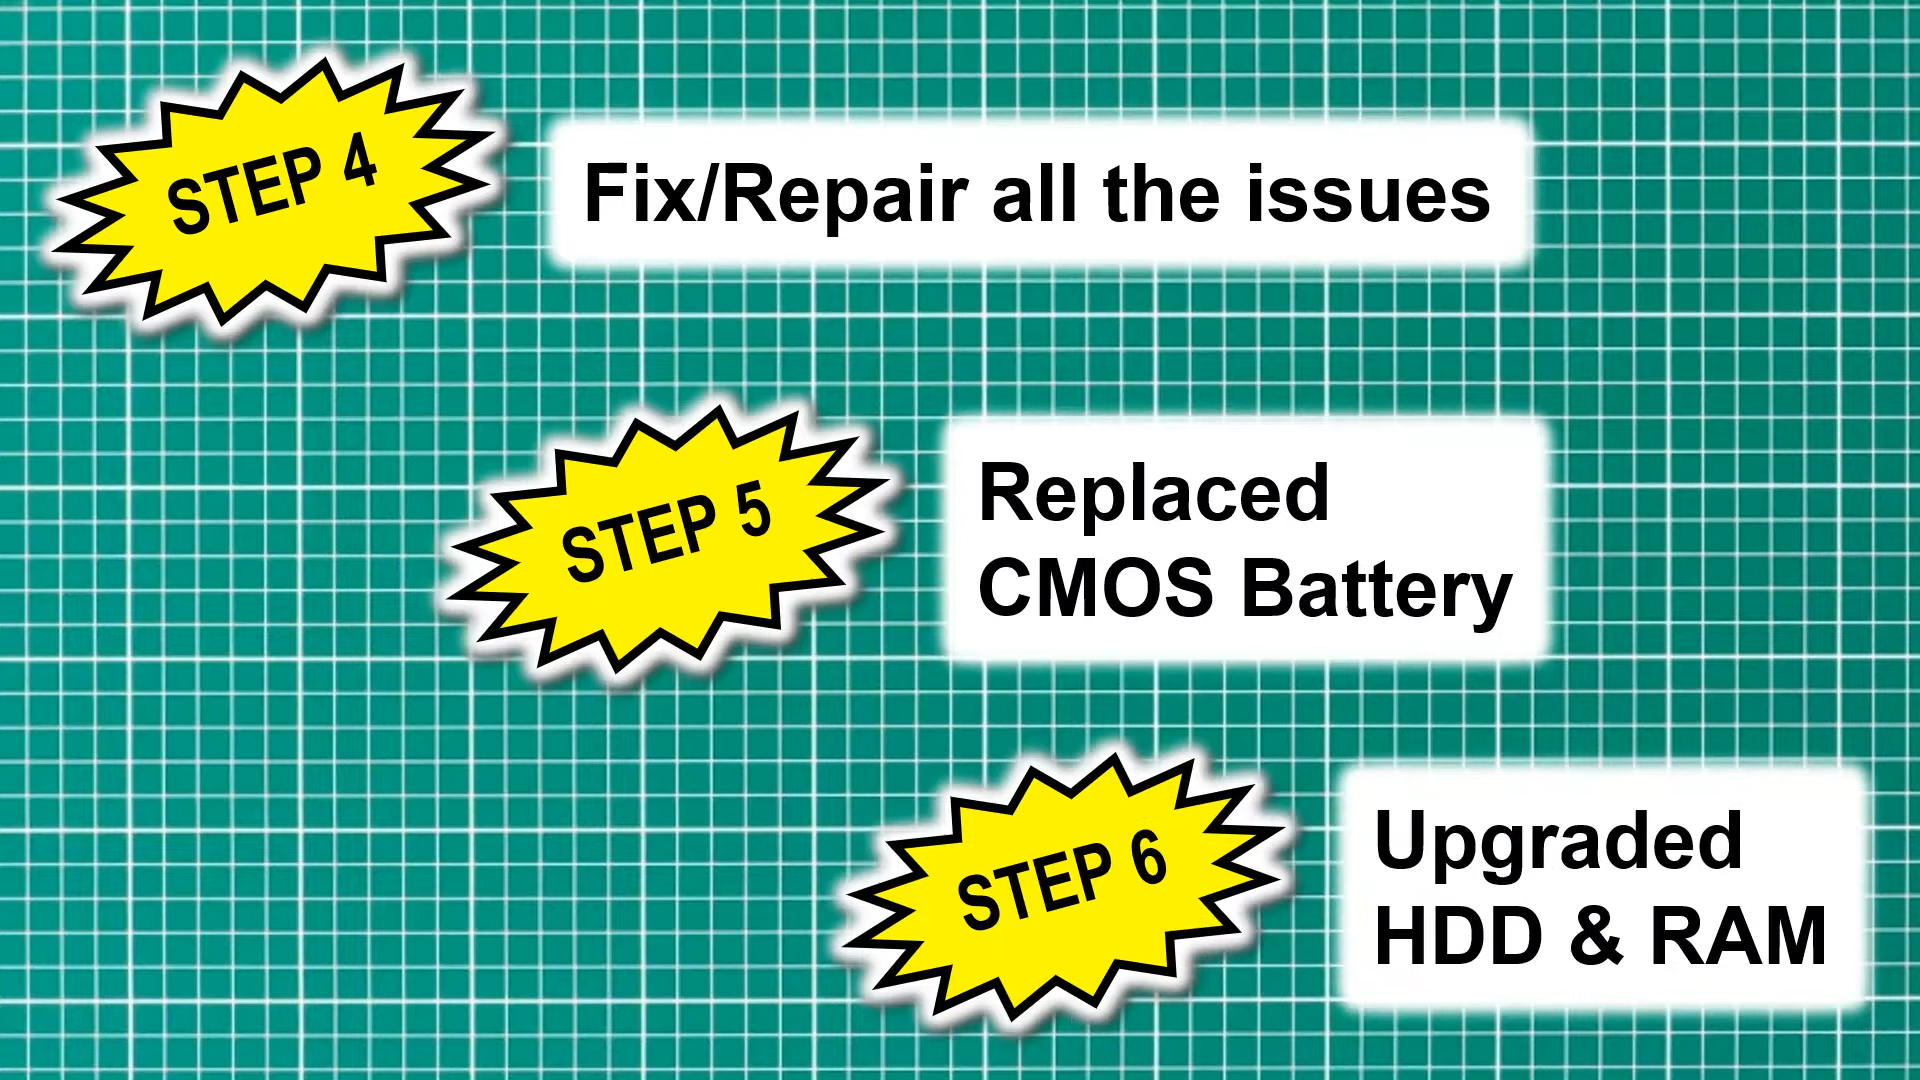 STEP 4
Fix/Repair all the issues
STEP 5
Replaced
CMOS Battery
STEP 6
Upgraded
HDD & RAM